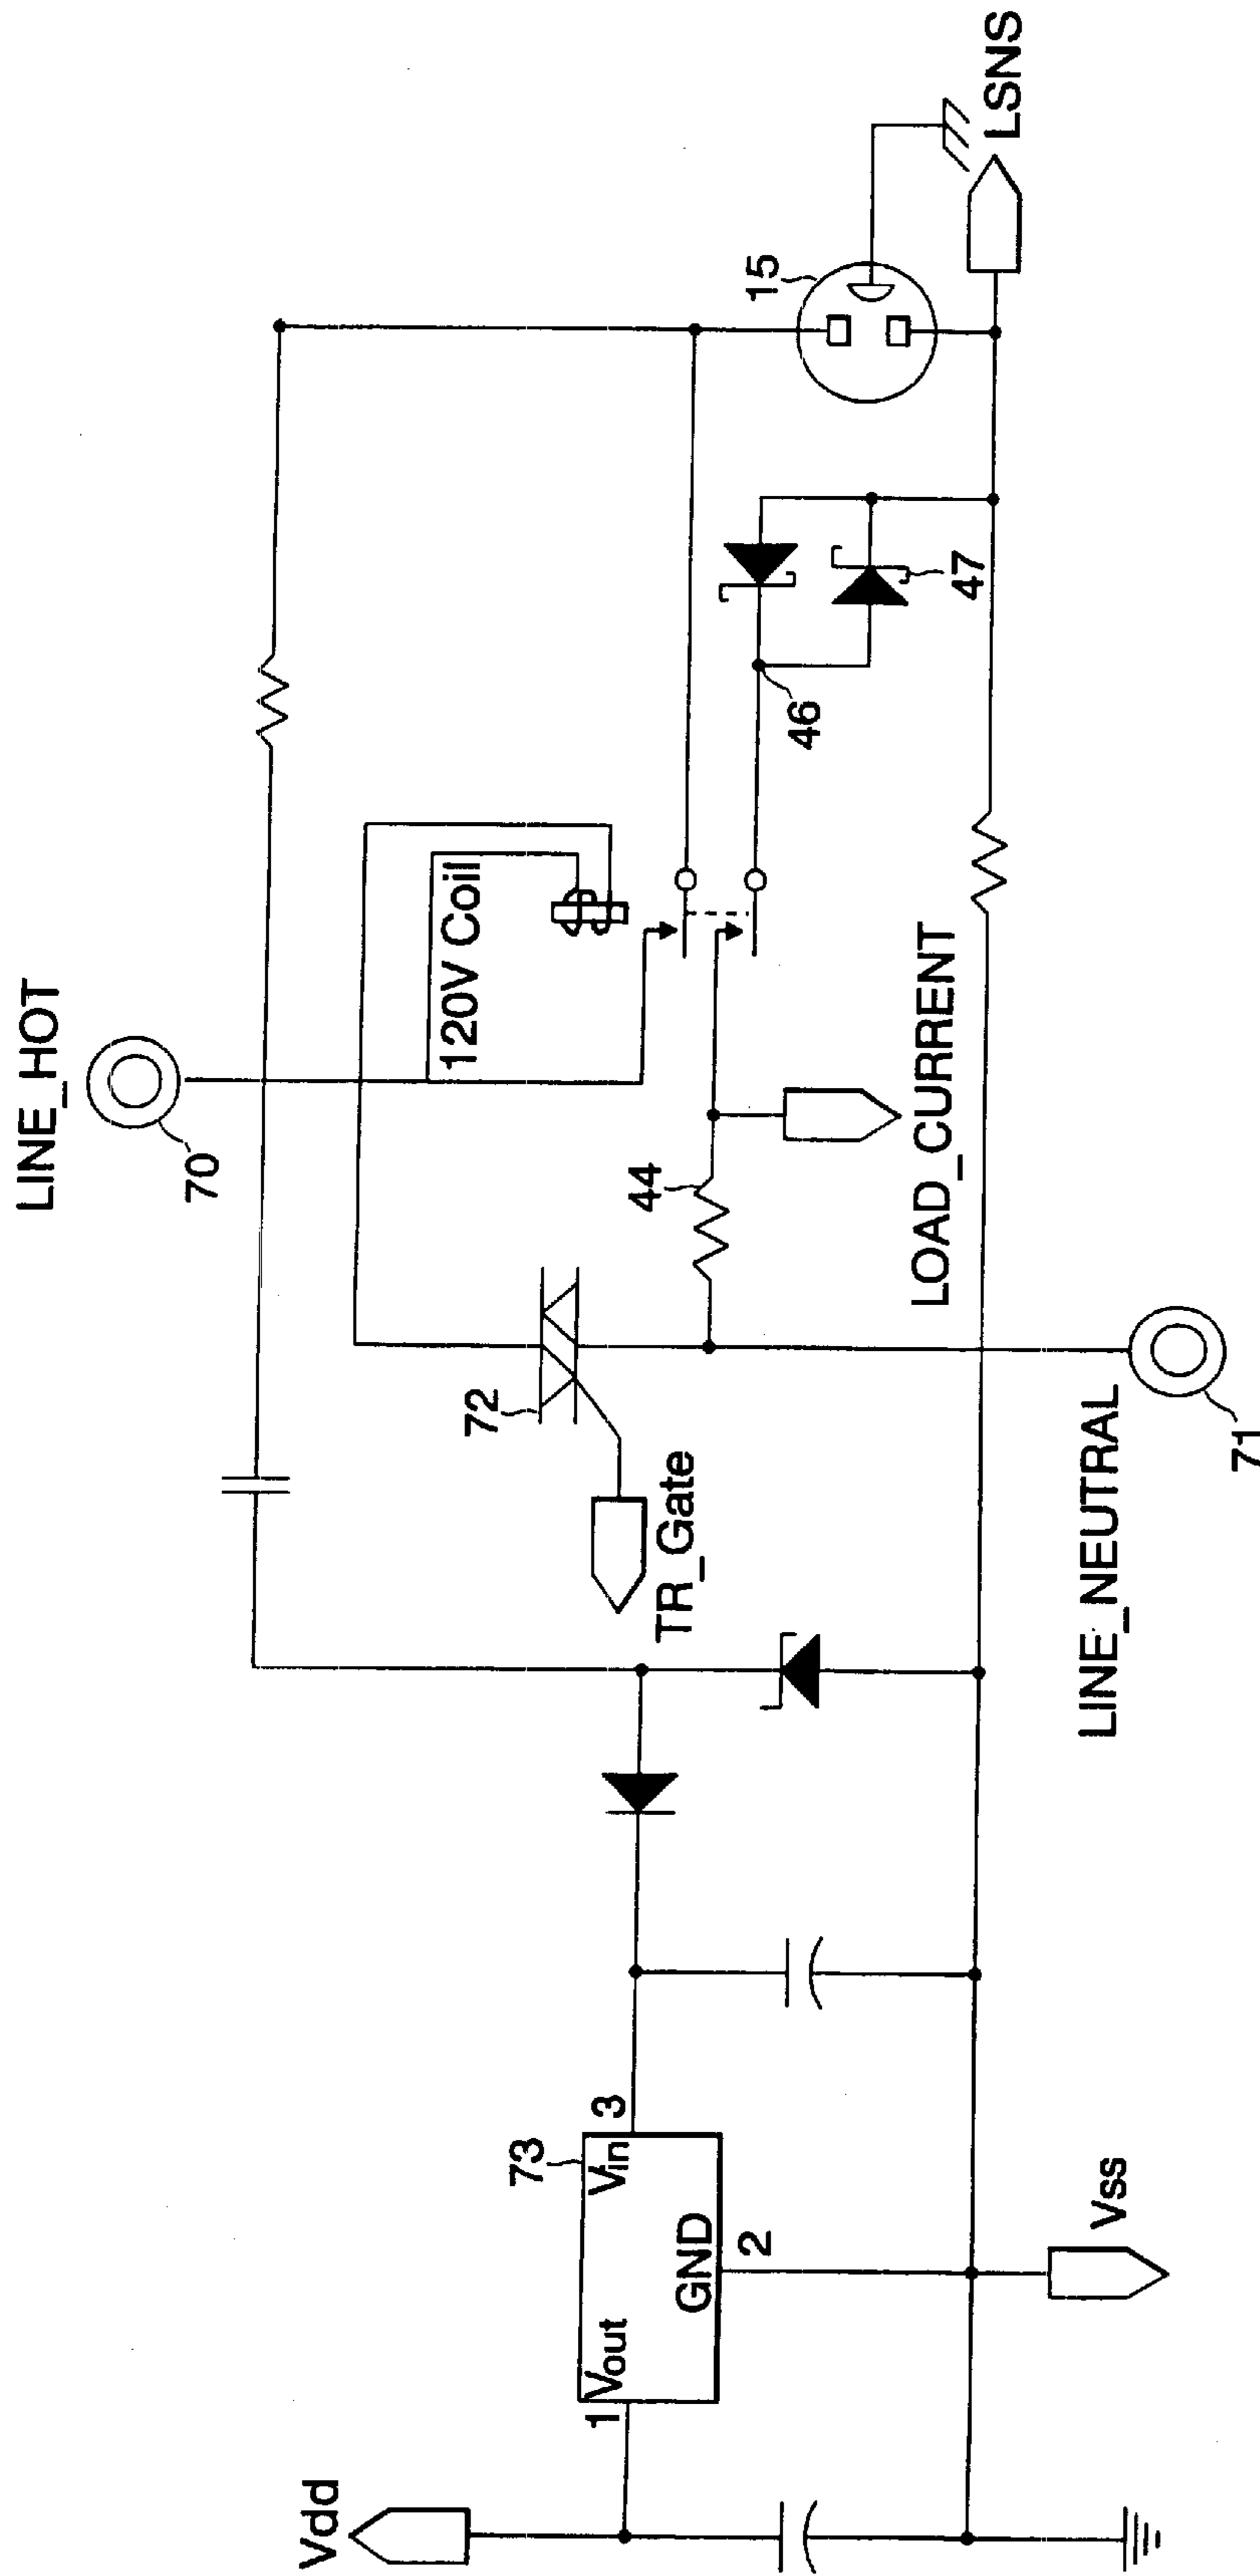 LINE_HOT
70
120V Coil
15
LSNS
72
TR_Gate
44
46
47
LOAD_CURRENT
LINE_NEUTRAL
71
Vdd
73
1
Vout
Vin
3
GND
2
Vss